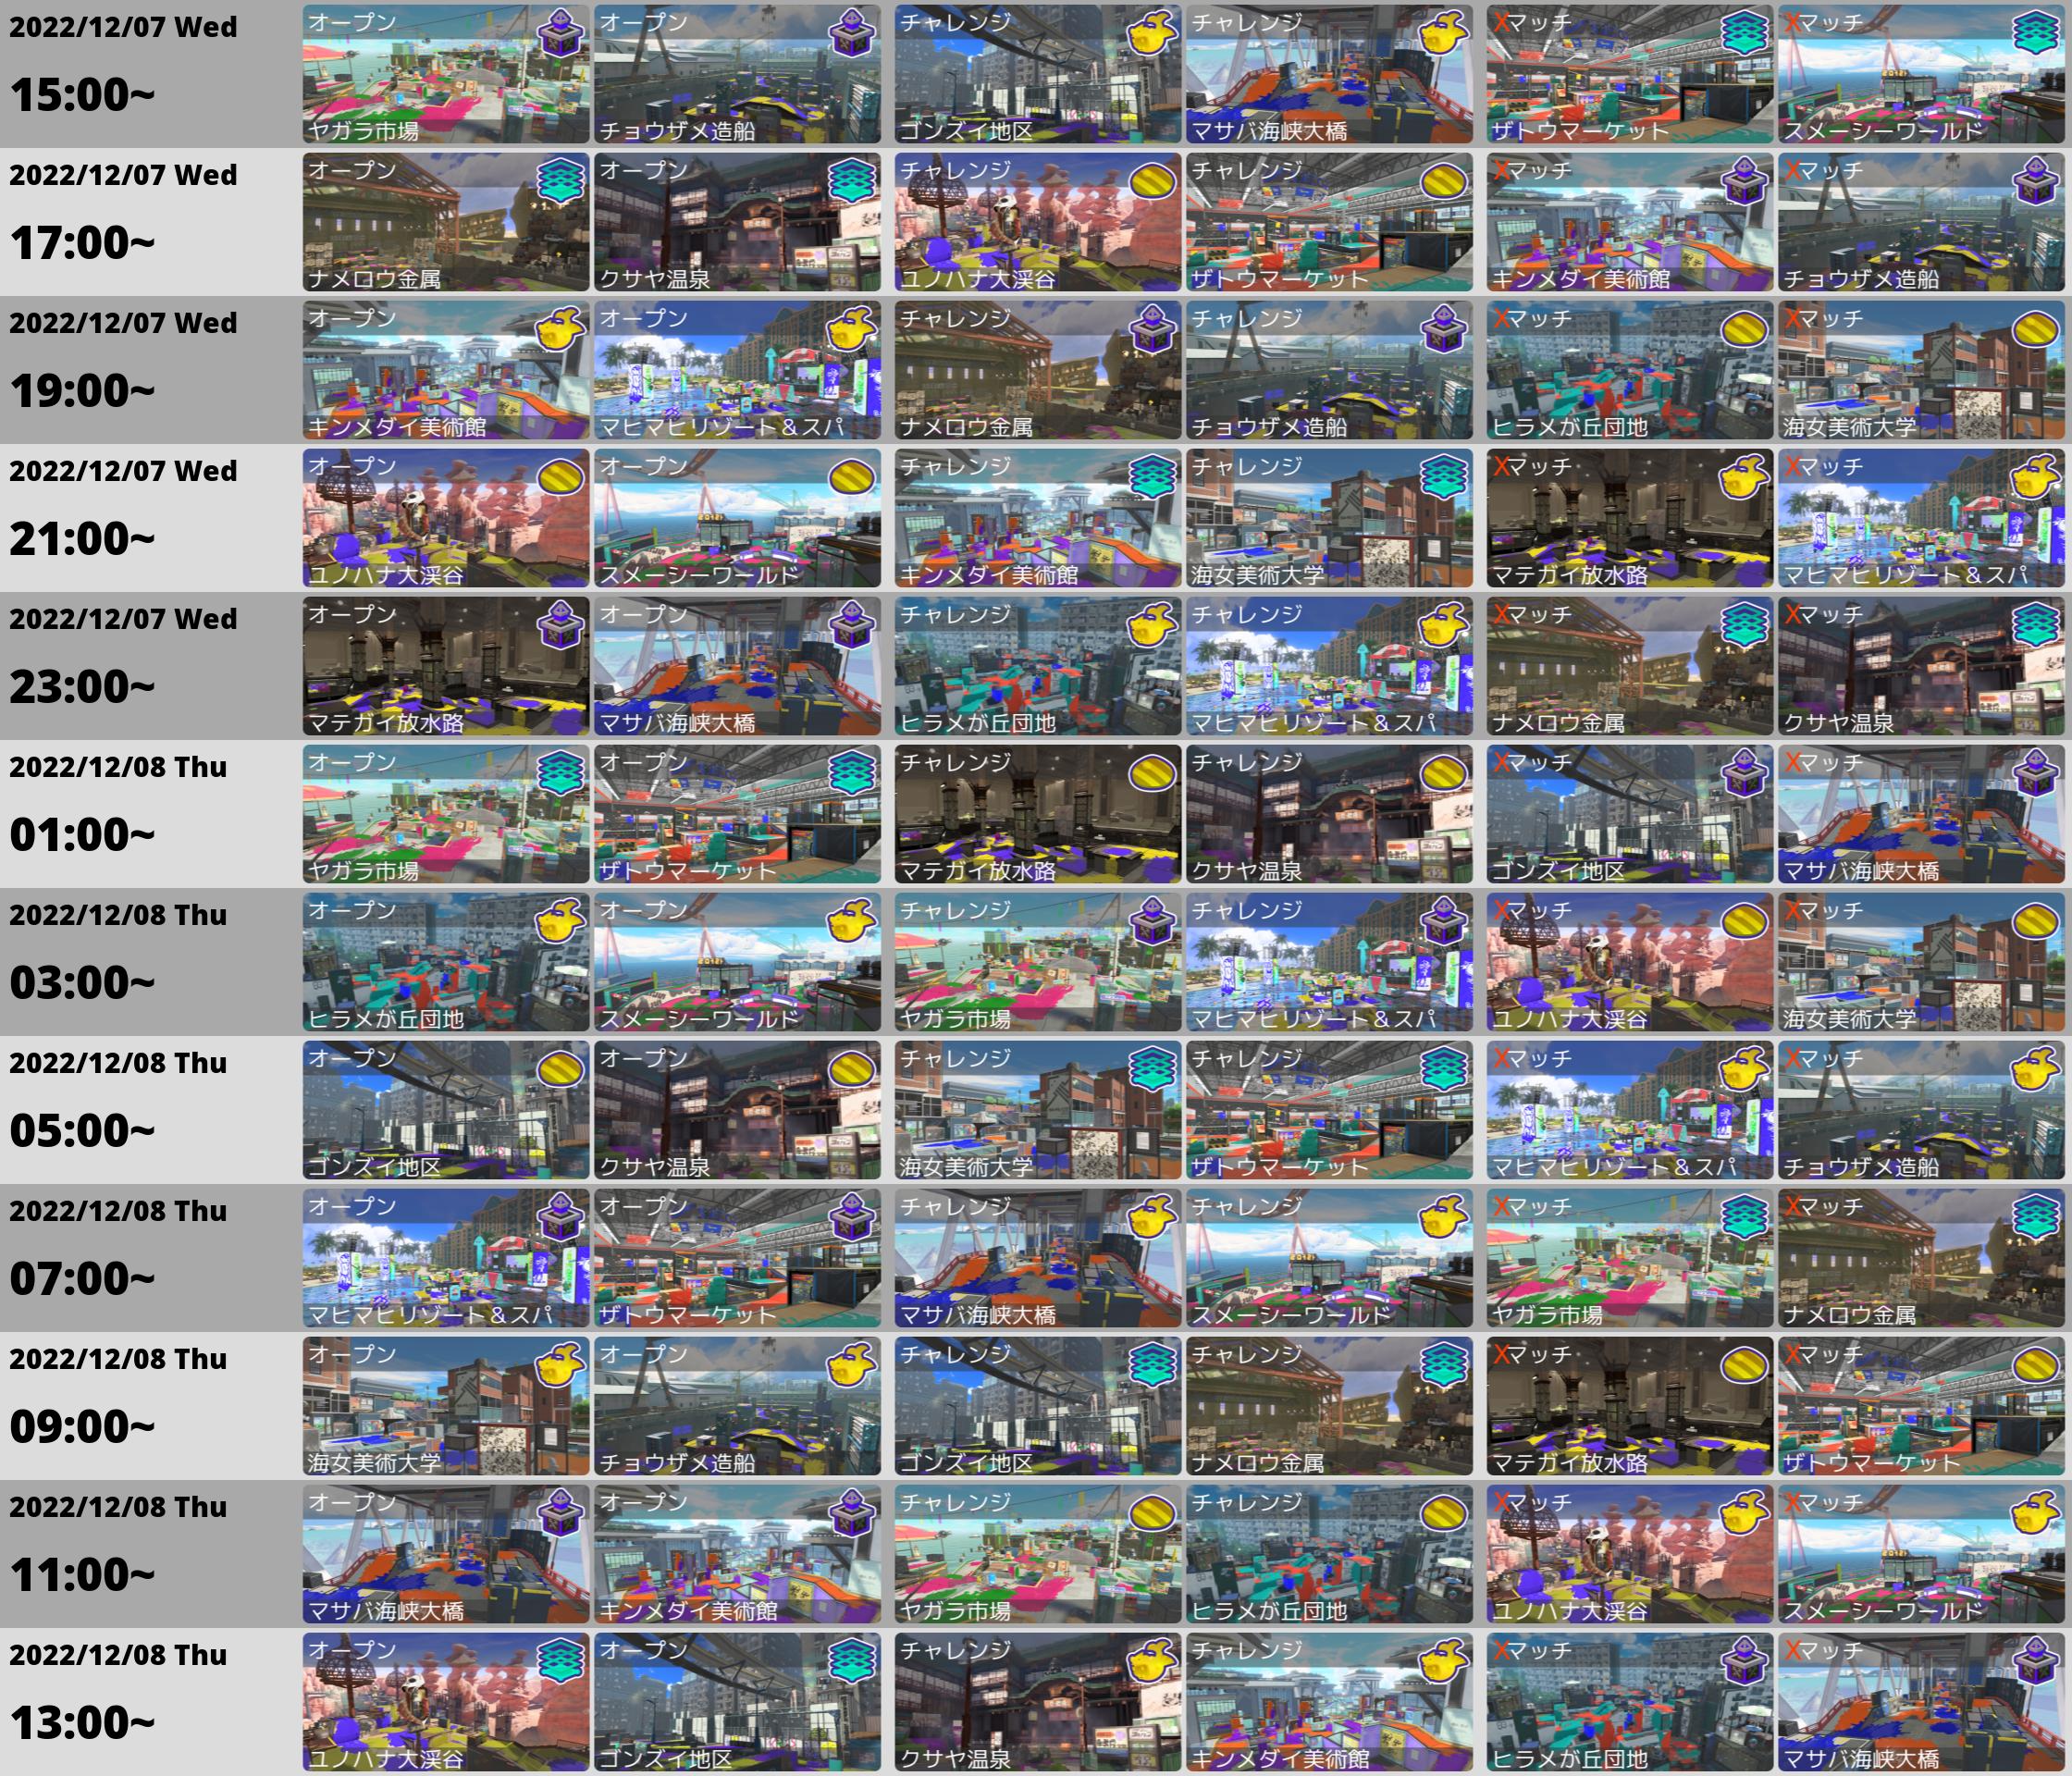 2022/12/07 Wed
15:00~
オープン オープン チャレンジ チャレンジ Xマッチ Xマッチ
ヤガラ市場 チョウザメ造船 ゴンズイ地区 マサバ海峡大橋 ザトウマーケット スメーシーワールド
2022/12/07 Wed
17:00~
オープン オープン チャレンジ チャレンジ Xマッチ Xマッチ
ナメロウ金属 クサヤ温泉 ユノハナ大渓谷 ザトウマーケット キンメダイ美術館 チョウザメ造船
2022/12/07 Wed
19:00~
オープン オープン チャレンジ チャレンジ Xマッチ Xマッチ
キンメダイ美術館 マヒマヒリゾート&スパ ナメロウ金属 チョウザメ造船 ヒラメが丘団地 海女美術大学
2022/12/07 Wed
21:00~
オープン オープン チャレンジ チャレンジ Xマッチ Xマッチ
ユノハナ大渓谷 スメーシーワールド キンメダイ美術館 海女美術大学 マテガイ放水路 マヒマヒリゾート&スパ
2022/12/07 Wed
23:00~
オープン オープン チャレンジ チャレンジ Xマッチ Xマッチ
マテガイ放水路 マサバ海峡大橋 ヒラメが丘団地 マヒマヒリゾート&スパ ナメロウ金属 クサヤ温泉
2022/12/08 Thu
01:00~
オープン オープン チャレンジ チャレンジ Xマッチ Xマッチ
ヤガラ市場 ザトウマーケット マテガイ放水路 クサヤ温泉 ゴンズイ地区 マサバ海峡大橋
2022/12/08 Thu
03:00~
オープン オープン チャレンジ チャレンジ Xマッチ Xマッチ
ヒラメが丘団地 スメーシーワールド ヤガラ市場 マヒマヒリゾート&スパ ユノハナ大渓谷 海女美術大学
2022/12/08 Thu
05:00~
オープン オープン チャレンジ チャレンジ Xマッチ Xマッチ
ゴンズイ地区 クサヤ温泉 海女美術大学 ザトウマーケット マヒマヒリゾート&スパ チョウザメ造船
2022/12/08 Thu
07:00~
オープン オープン チャレンジ チャレンジ Xマッチ Xマッチ
マヒマヒリゾート&スパ ザトウマーケット マサバ海峡大橋 スメーシーワールド ヤガラ市場 ナメロウ金属
2022/12/08 Thu
09:00~
オープン オープン チャレンジ チャレンジ Xマッチ Xマッチ
海女美術大学 チョウザメ造船 ゴンズイ地区 ナメロウ金属 マテガイ放水路 ザトウマーケット
2022/12/08 Thu
11:00~
オープン オープン チャレンジ チャレンジ Xマッチ Xマッチ
マサバ海峡大橋 キンメダイ美術館 ヤガラ市場 ヒラメが丘団地 ユノハナ大渓谷 スメーシーワールド
2022/12/08 Thu
13:00~
オープン オープン チャレンジ チャレンジ Xマッチ Xマッチ
ユノハナ大渓谷 ゴンズイ地区 クサヤ温泉 キンメダイ美術館 ヒラメが丘団地 マサバ海峡大橋